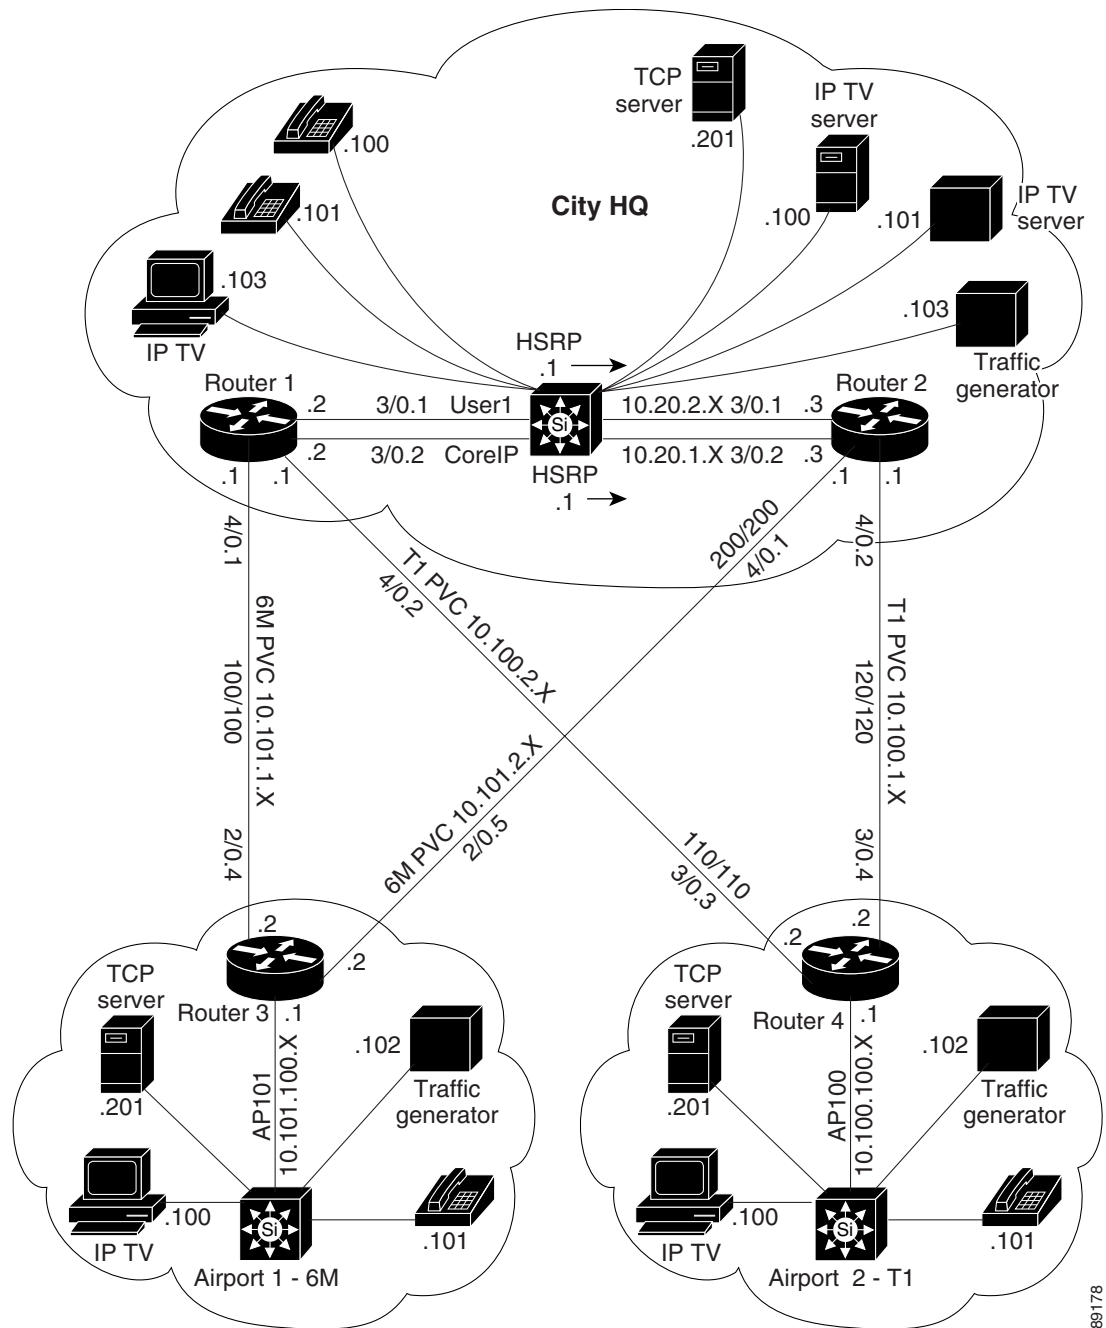 TCP
server
.201
IP TV
server
.100
.100
.101
.101
IP TV
server
City HQ
.103
IP TV
.103
Traffic
generator
HSRP
.1
Router 1
Router 2
.2
3/0.1
User1
10.20.2.X
3/0.1
.3
Si
.2
3/0.2
CoreIP
10.20.1.X
3/0.2
.3
HSRP
.1
.1
.1
.1
.1
4/0.1
6M PVC 10.101.1.X
100/100
2/0.4
T1 PVC 10.100.2.X
4/0.2
110/110
3/0.3
200/200
4/0.1
6M PVC 10.101.2.X
2/0.5
4/0.2
T1 PVC 10.100.1.X
120/120
3/0.4
.2
.2
Router 3
.1
TCP
server
.201
.102
Traffic
generator
AP101
10.101.100.X
IP TV
.100
Si
.101
Airport 1 - 6M
.2
.2
Router 4
.1
TCP
server
.201
.102
Traffic
generator
AP100
10.100.100.X
IP TV
.100
Si
.101
Airport 2 - T1
89178